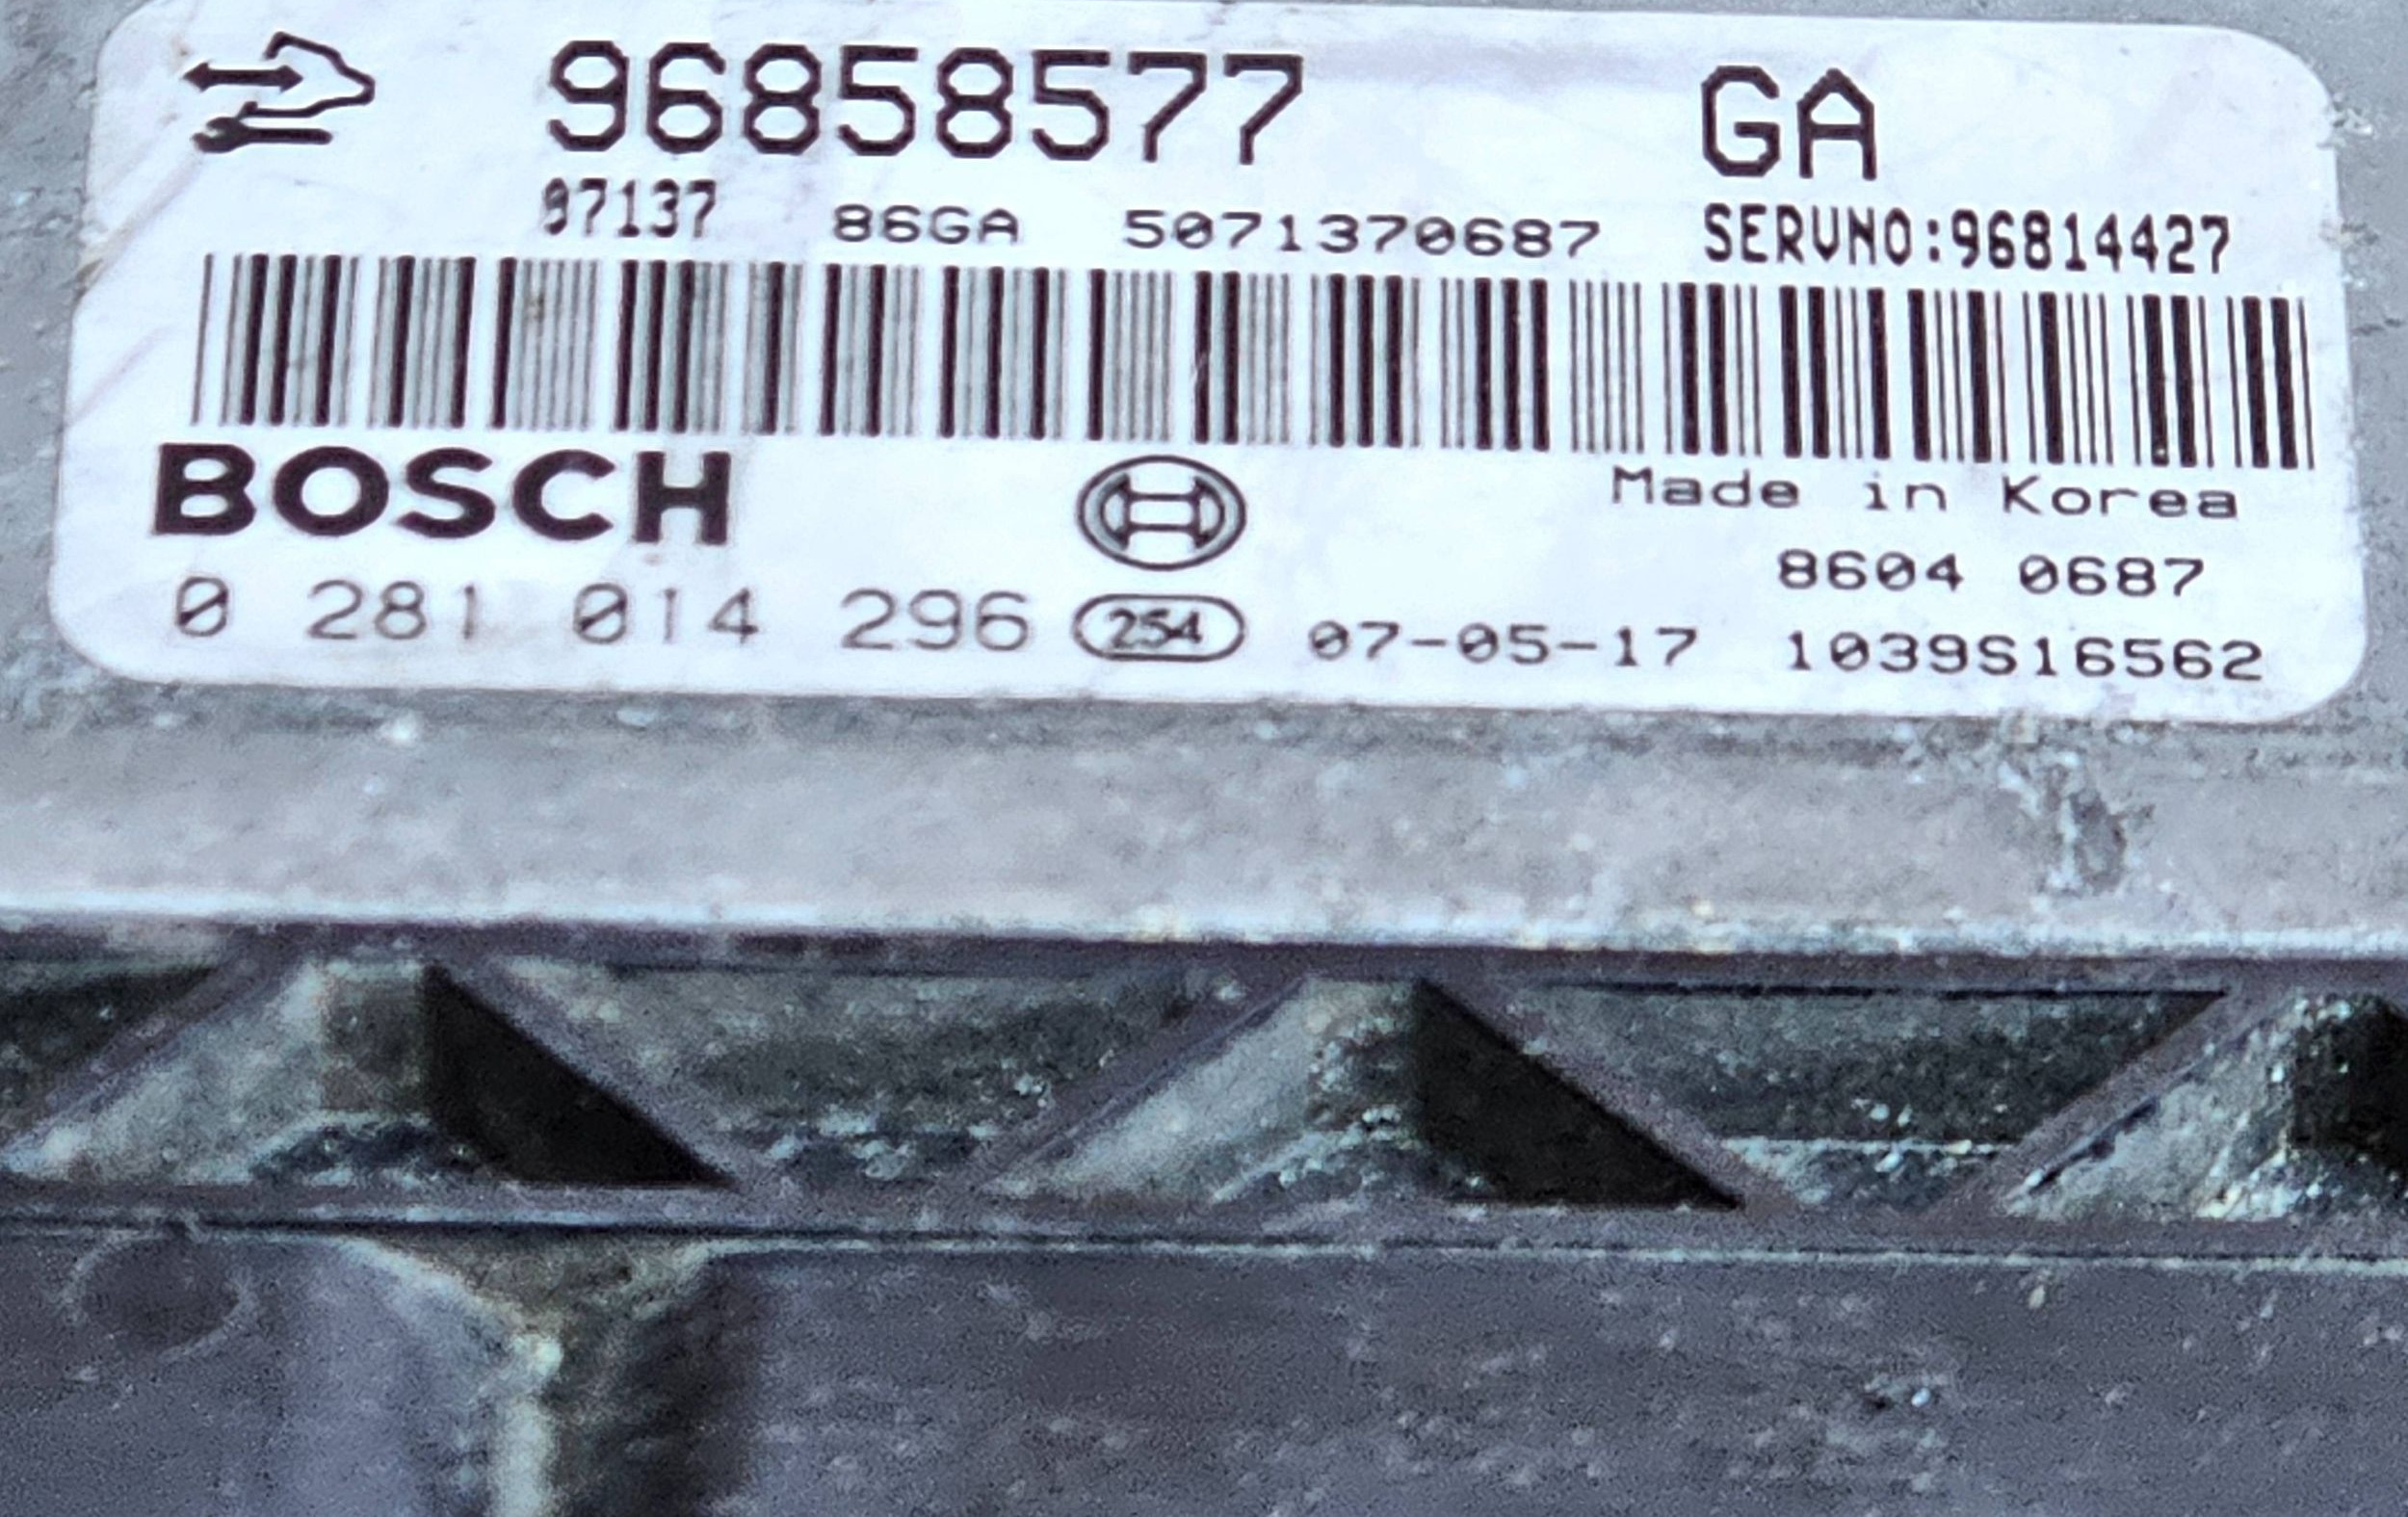 96858577 GA
97137 86GA 5071370687 SERVNO:96814427
BOSCH
Made in Korea
8604 0687
0 281 014 296 254 07-05-17 1039S16562